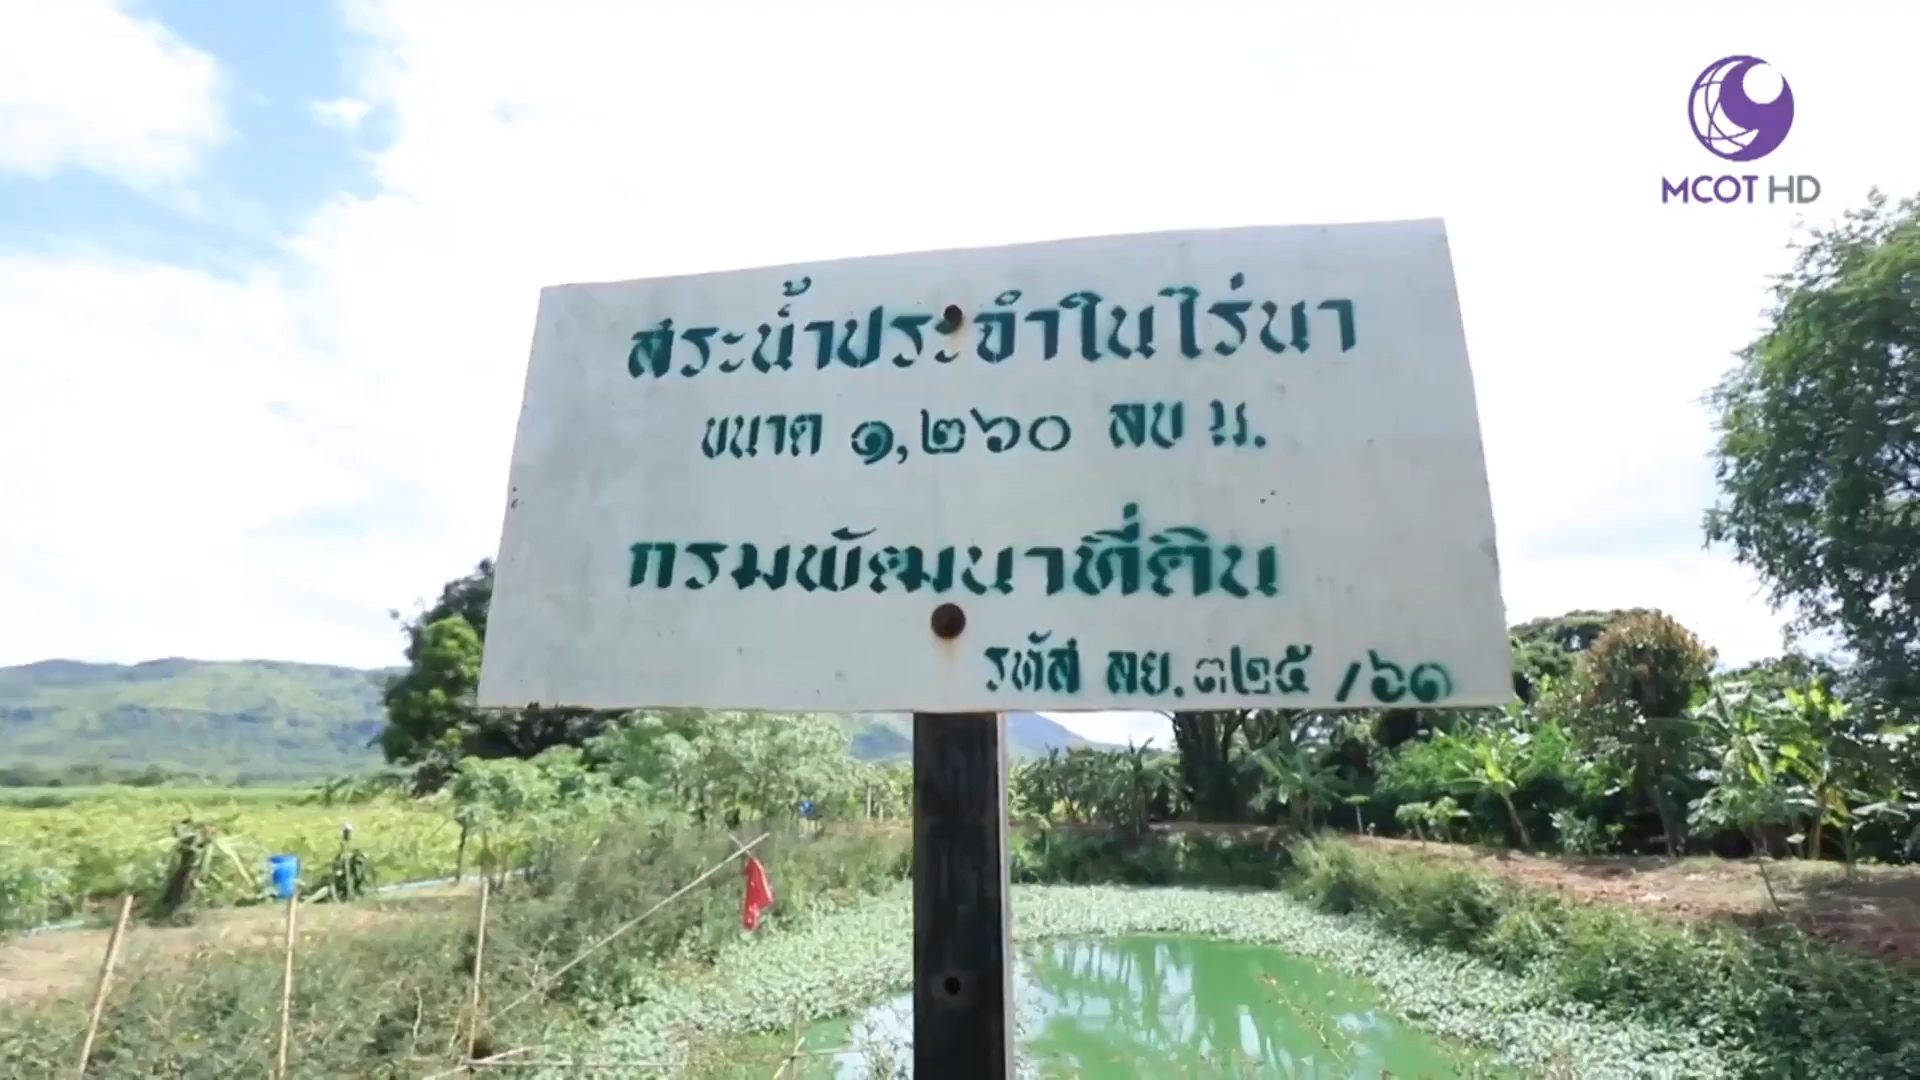 MCOT HD
สระน้ำประจำในไร่นา
ขนาด ๑,๒๖๐ ลบ ม.
กรมพัฒนาที่ดิน
รหัส ลย.๓๒๕ /๖๑